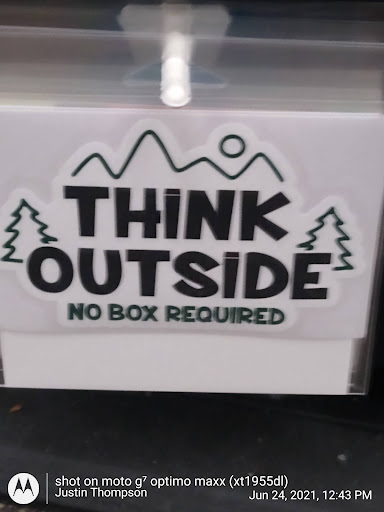 THiNK
OUTSiDE
NO BOX REQUIRED
shot on moto g⁷ optimo maxx (xt1955dl)
Justin Thompson
Jun 24, 2021, 12:43 PM